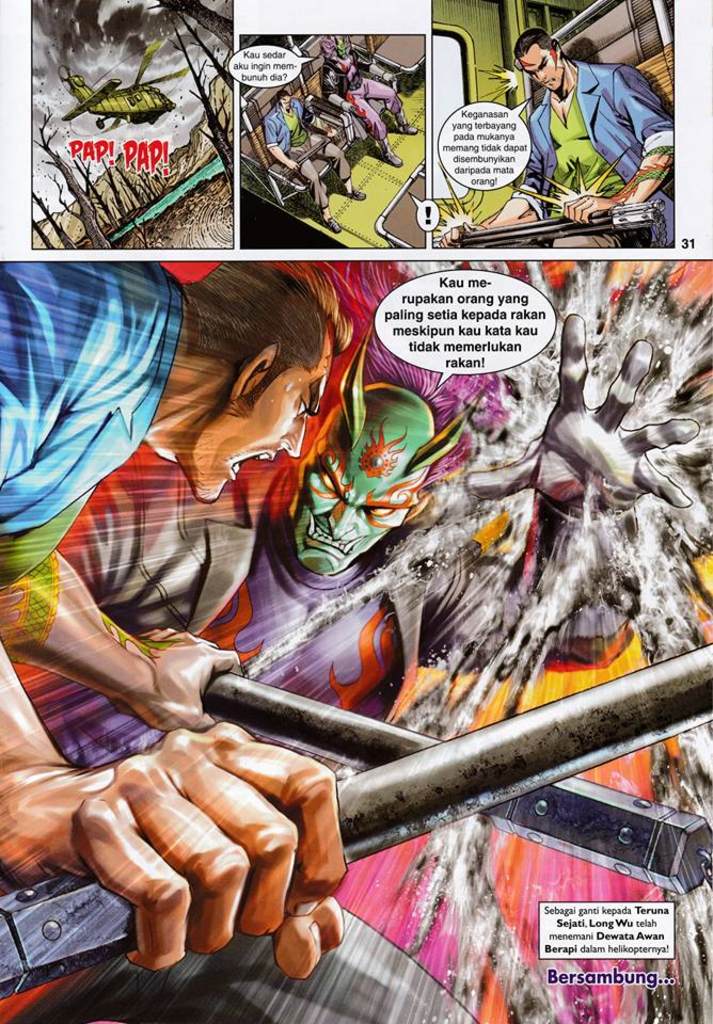 PAP! PAP!
Kau sedar
aku ingin mem-
bunuh dia?
!
Keganasan
yang terbayang
pada mukanya
memang tidak
disembunyikan
daripada mata
orang!
31
Kau me-
rupakan orang yang
paling setia kepada rakan
meskipun kau kata kau
tidak memerlukan
rakan!
Sebagai ganti kepada Teruna
Sejati, Long Wu telah
menemani Dewata Awan
Berapi dalam helikopternya!
Bersambung...